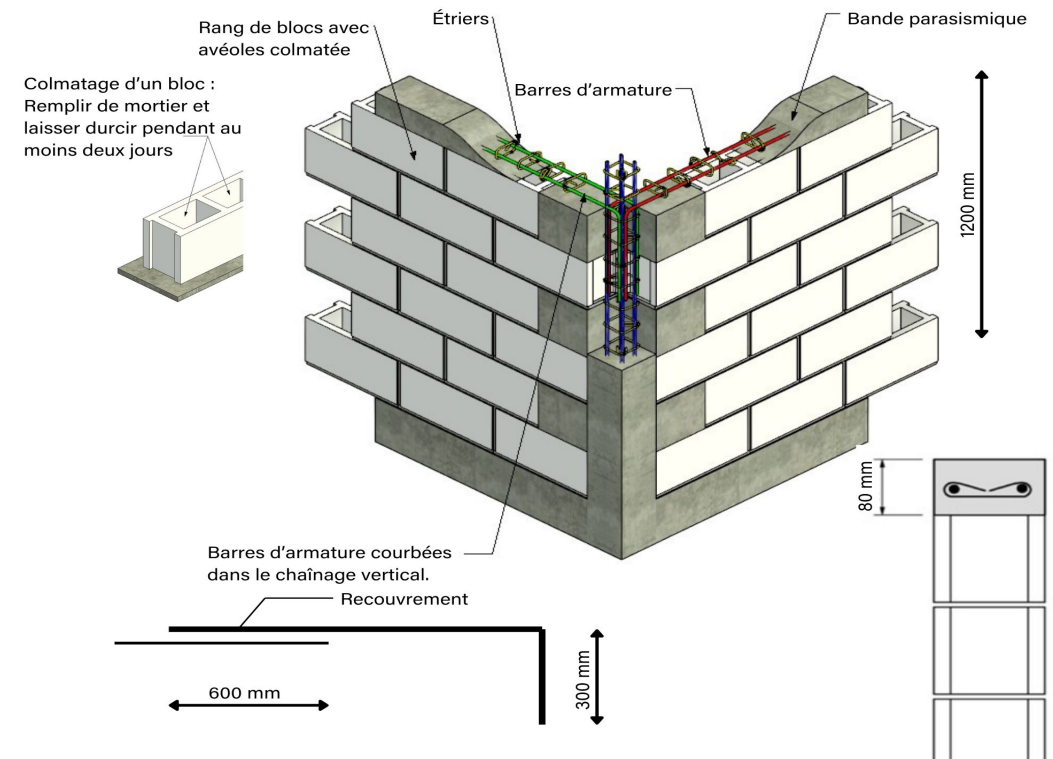 Étriers
Bande parasismique
Rang de blocs avec
avéoles colmatée
Colmatage d'un bloc :
Remplir de mortier et
laisser durcir pendant au
moins deux jours
Barres d'armature
1200 mm
80 mm
Barres d'armature courbées
dans le chaînage vertical.
Recouvrement
600 mm
300 mm